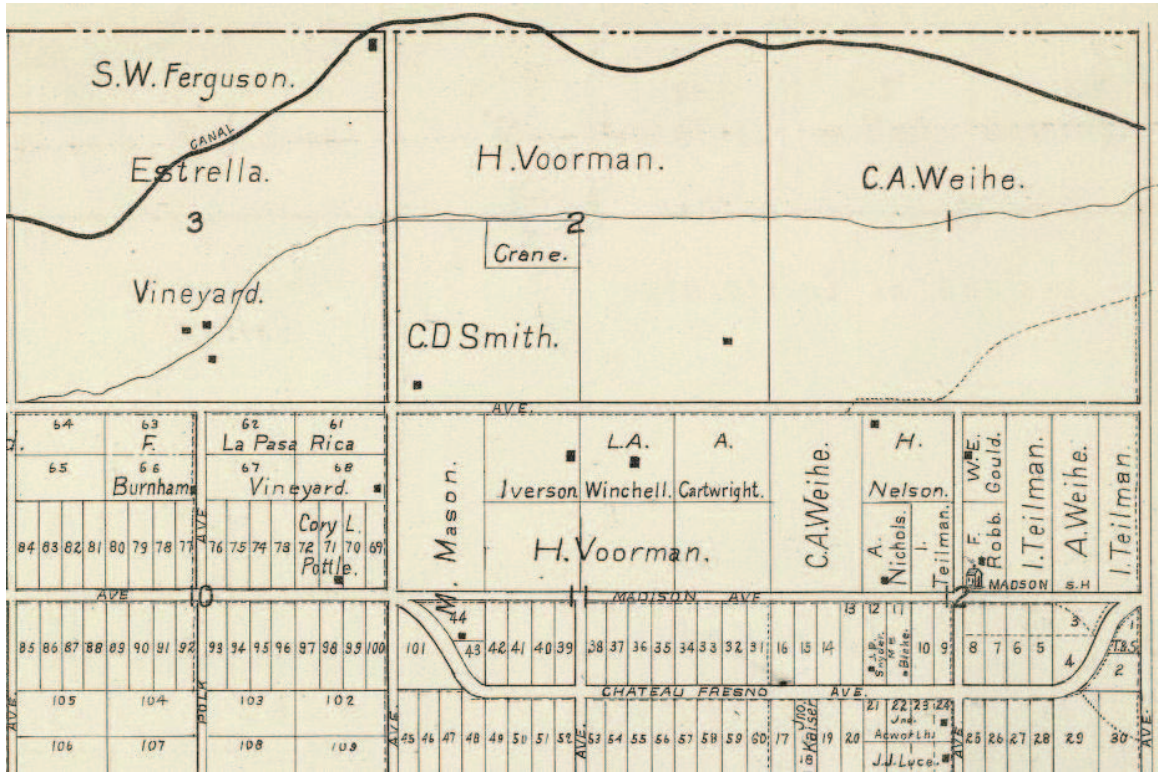 S.W. Ferguson.
CANAL
Estrella.
3
Vineyard.
H. Voorman.
2
Crane.
C.D Smith.
C.A. Weihe.
1
AVE.
64
63
62
61
d.
F.
La Pasa Rica
65
66
67
68
Burnham
Vineyard.
84 83 82 81 80 79 78 77
AVE
76 75 74 73 72 71 70 69
Cory L.
Pottle.
M. Mason.
Iverson
L.A.
Winchell.
A.
Cartwright.
H. Voorman.
C.A. Weihe.
H.
Nelson.
A.
Nichols.
I.
Teilman.
W.E.
Gould.
F.
Robb.
I. Teilman.
A. Weihe.
I. Teilman.
MADSON S.H
AVE
10
11
MADISON AVE
12
85 86 87 88 89 90 91 92
93 94 95 96 97 98 99 100
101
44
43
42 41 40 39
38 37 36 35 34 33 32 31
16 15 14
13 12 11
J.P.
Snyder.
Blake.
10 9
8 7 6 5
3
4
1
T.B.S.
2
CHATEAU FRESNO AVE.
AVE.
105
104
POLK
103
102
106
107
108
109
AVE.
45 46 47 48 49 50 51 52
AVE.
53 54 55 56 57 58 59 60
17
Jno.
Kaiser
18
19 20
21 22 23 24
Jno.
Acworth
J.J. Luce.
AVE
25 26 27 28 29 30
AVE.